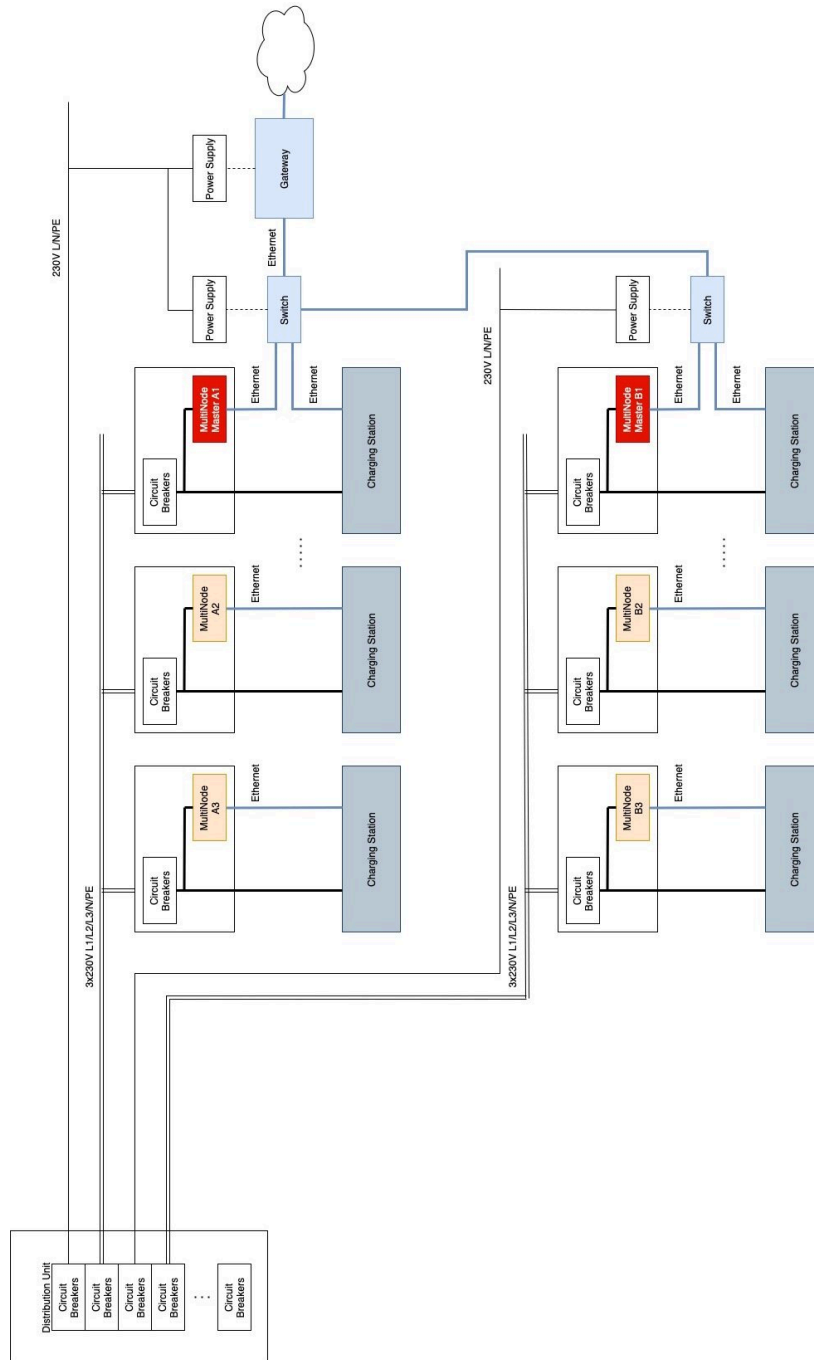 Distribution Unit
Circuit
Breakers
Circuit
Breakers
Circuit
Breakers
Circuit
Breakers
. . .
Circuit
Breakers
230V L/N/PE
3x230V L1/L2/L3/N/PE
Circuit
Breakers
MultiNode
A3
Ethernet
Charging Station
Circuit
Breakers
MultiNode
A2
Ethernet
Charging Station
. . . . .
Circuit
Breakers
MultiNode
Master A1
Ethernet
Ethernet
Charging Station
Power Supply
Switch
Ethernet
Power Supply
Gateway
230V L/N/PE
3x230V L1/L2/L3/N/PE
Circuit
Breakers
MultiNode
B3
Ethernet
Charging Station
Circuit
Breakers
MultiNode
B2
Ethernet
Charging Station
. . . . .
Circuit
Breakers
MultiNode
Master B1
Ethernet
Ethernet
Charging Station
Power Supply
Switch